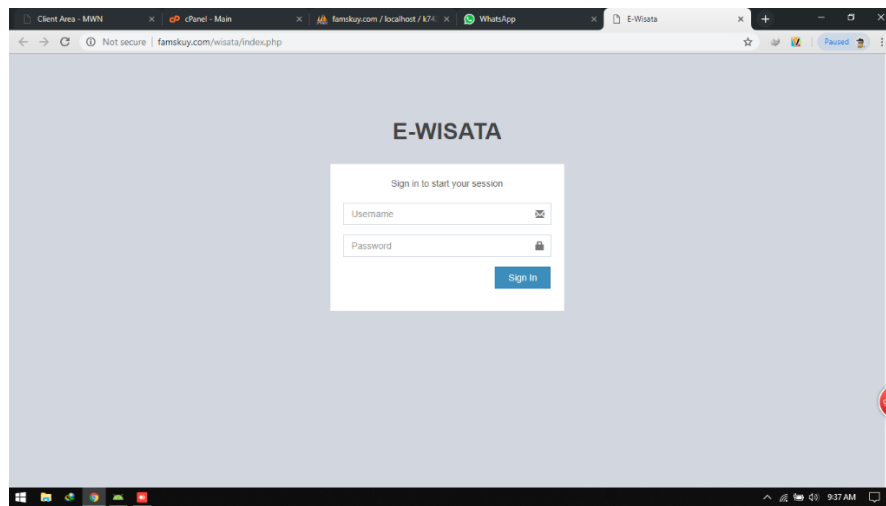 Client Area - MWN
cPanel - Main
famskuy.com / localhost / k74
WhatsApp
E-Wisata
Not secure | famskuy.com/wisata/index.php
Paused
E-WISATA
Sign in to start your session
Username
Password
Sign In
9:37 AM